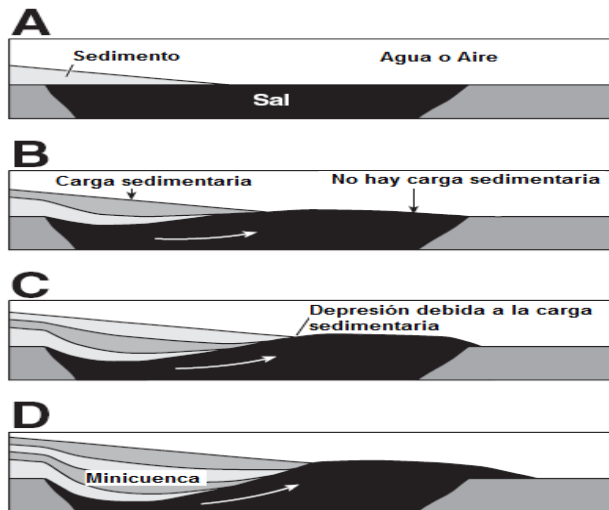 A
Sedimento
Agua o Aire
Sal
B
Carga sedimentaria
No hay carga sedimentaria
C
Depresión debida a la carga
sedimentaria
D
Minicuenca